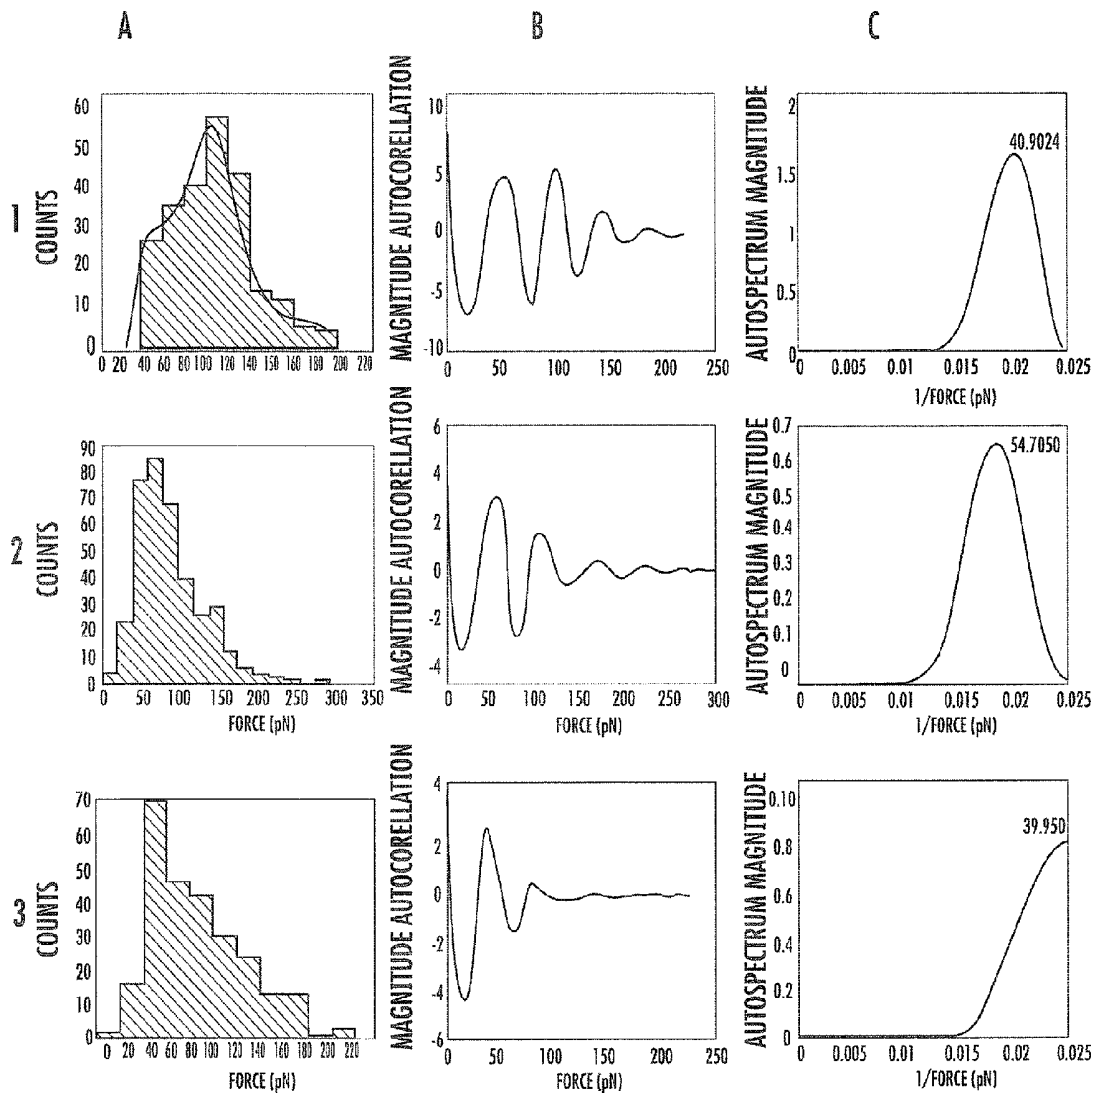 A B C
1
COUNTS
60
50
40
30
20
10
0
0 20 40 60 80 100 120 140 160 180 200 220
MAGNITUDE AUTOCORELLATION
10
5
0
-5
-10
0 50 100 150 200 250
AUTOSPECTRUM MAGNITUDE
2
1.5
1
0.5
0
40.9024
0 0.005 0.01 0.015 0.02 0.025
1/FORCE (pN)
2
COUNTS
90
80
70
60
50
40
30
20
10
0
0 50 100 150 200 250 300 350
FORCE (pN)
MAGNITUDE AUTOCORELLATION
6
4
2
0
-2
-4
0 50 100 150 200 250 300
FORCE (pN)
AUTOSPECTRUM MAGNITUDE
0.7
0.6
0.5
0.4
0.3
0.2
0.1
0
54.7050
0 0.005 0.01 0.015 0.02 0.025
1/FORCE (pN)
3
COUNTS
70
60
50
40
30
20
10
0
0 20 40 60 80 100 120 140 160 180 200 220
FORCE (pN)
MAGNITUDE AUTOCORELLATION
4
2
0
-2
-4
-6
0 50 100 150 200 250
FORCE (pN)
AUTOSPECTRUM MAGNITUDE
0.10
0.8
0.4
0.2
0
39.950
0 0.005 0.01 0.015 0.02 0.025
1/FORCE (pN)